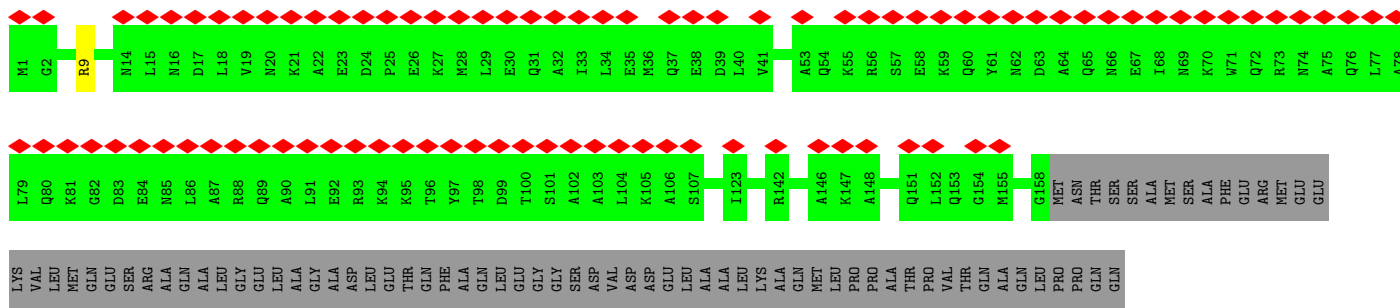 M1 G2 R9 N14 L15 N16 D17 L18 V19 N20 K21 A22 E23 D24 P25 E26 K27 M28 L29 E30 Q31 A32 I33 L34 E35 M36 Q37 E38 D39 L40 V41 A53 Q54 K55 R56 S57 E58 K59 Q60 Y61 N62 D63 A64 Q65 N66 E67 I68 N69 K70 W71 Q72 R73 N74 A75 Q76 L77 A78
L79 Q80 K81 G82 D83 E84 N85 L86 A87 R88 Q89 A90 L91 E92 R93 K94 K95 T96 Y97 T98 D99 T100 S101 A102 A103 L104 K105 A106 S107 I123 R142 A146 K147 A148 Q151 L152 Q153 G154 M155 G158 MET ASN THR SER SER ALA MET SER ALA PHE GLU ARG MET GLU GLU
LYS VAL LEU MET GLN GLU SER ARG ALA GLN ALA LEU GLY GLU LEU ALA GLY ALA ASP LEU GLU THR GLN PHE ALA GLN LEU GLU GLY GLY SER ASP VAL ASP ASP GLU LEU ALA ALA LEU LYS ALA GLN MET LEU PRO PRO ALA THR PRO VAL THR GLN ALA GLN LEU PRO PRO GLN GLN